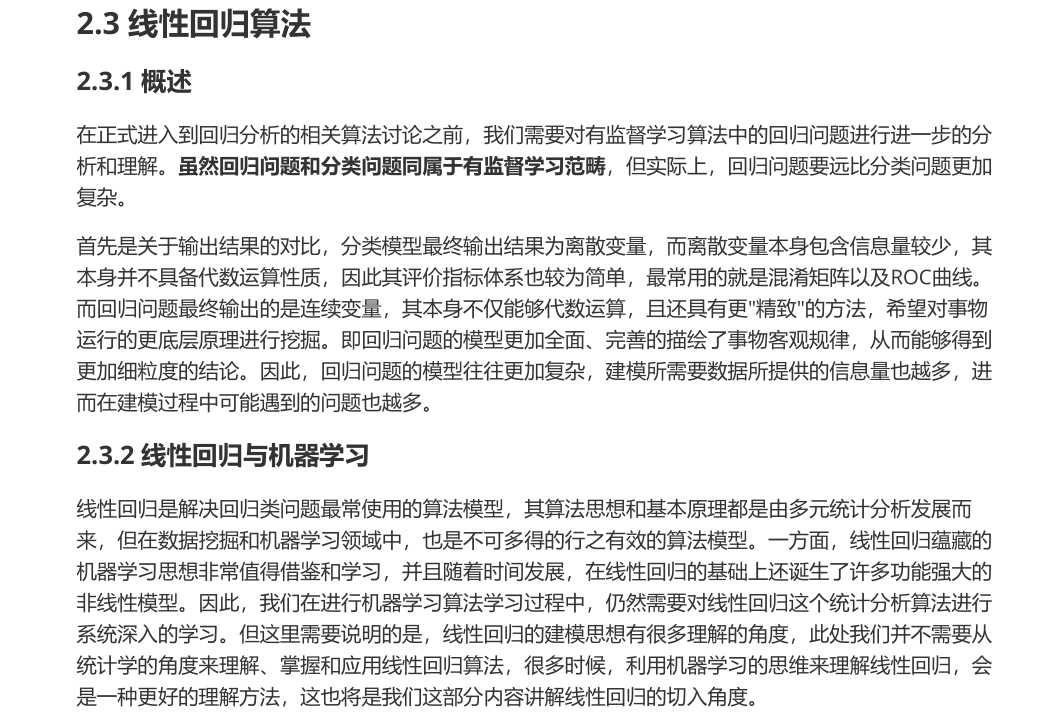 2.3 线性回归算法
2.3.1 概述
在正式进入到回归分析的相关算法讨论之前，我们需要对有监督学习算法中的回归问题进行进一步的分
析和理解。虽然回归问题和分类问题同属于有监督学习范畴，但实际上，回归问题要远比分类问题更加
复杂。
首先是关于输出结果的对比，分类模型最终输出结果为离散变量，而离散变量本身包含信息量较少，其
本身并不具备代数运算性质，因此其评价指标体系也较为简单，最常用的就是混淆矩阵以及ROC曲线。
而回归问题最终输出的是连续变量，其本身不仅能够代数运算，且还具有更"精致"的方法，希望对事物
运行的更底层原理进行挖掘。即回归问题的模型更加全面、完善的描绘了事物客观规律，从而能够得到
更加细粒度的结论。因此，回归问题的模型往往更加复杂，建模所需要数据所提供的信息量也越多，进
而在建模过程中可能遇到的问题也越多。
2.3.2 线性回归与机器学习
线性回归是解决回归类问题最常使用的算法模型，其算法思想和基本原理都是由多元统计分析发展而
来，但在数据挖掘和机器学习领域中，也是不可多得的行之有效的算法模型。一方面，线性回归蕴藏的
机器学习思想非常值得借鉴和学习，并且随着时间发展，在线性回归的基础上还诞生了许多功能强大的
非线性模型。因此，我们在进行机器学习算法学习过程中，仍然需要对线性回归这个统计分析算法进行
系统深入的学习。但这里需要说明的是，线性回归的建模思想有很多理解的角度，此处我们并不需要从
统计学的角度来理解、掌握和应用线性回归算法，很多时候，利用机器学习的思维来理解线性回归，会
是一种更好的理解方法，这也将是我们这部分内容讲解线性回归的切入角度。